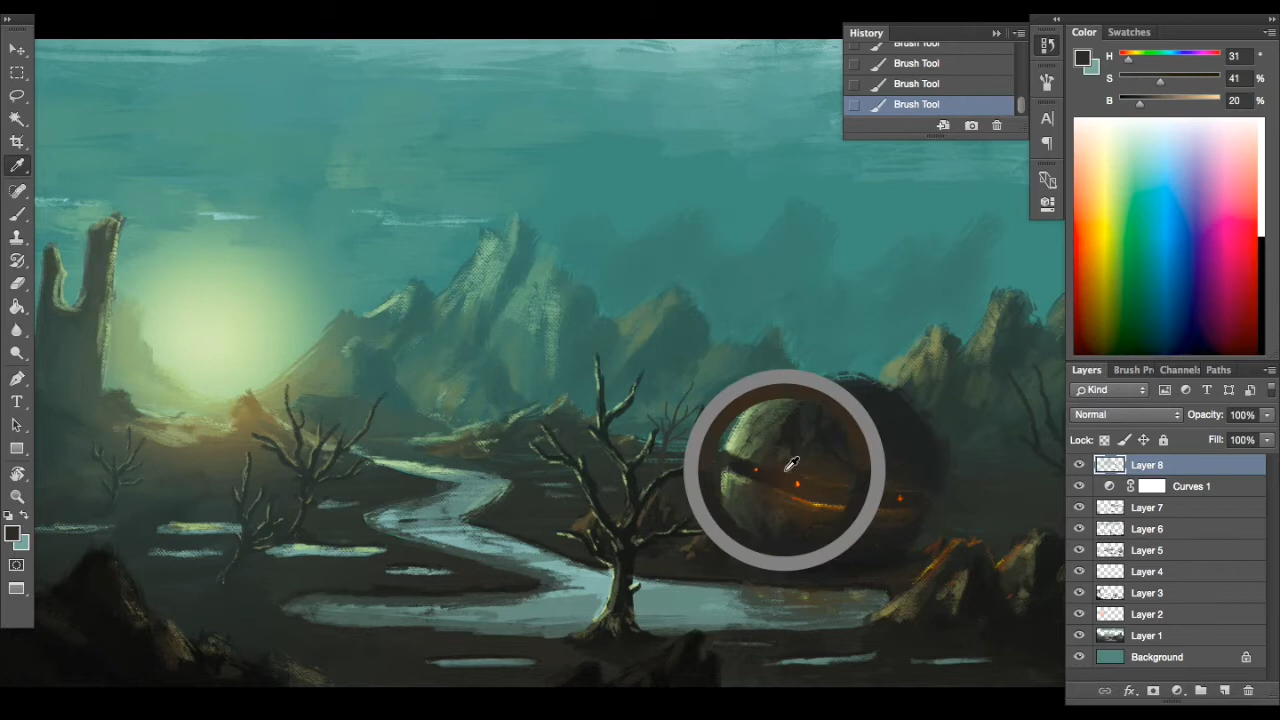 History
Brush Tool
Brush Tool
Brush Tool
Brush Tool
Color Swatches
H 31 °
S 41 %
B 20 %
Layers Brush Pr Channels Paths
Kind
Normal Opacity: 100%
Lock: Fill: 100%
Layer 8
Curves 1
Layer 7
Layer 6
Layer 5
Layer 4
Layer 3
Layer 2
Layer 1
Background